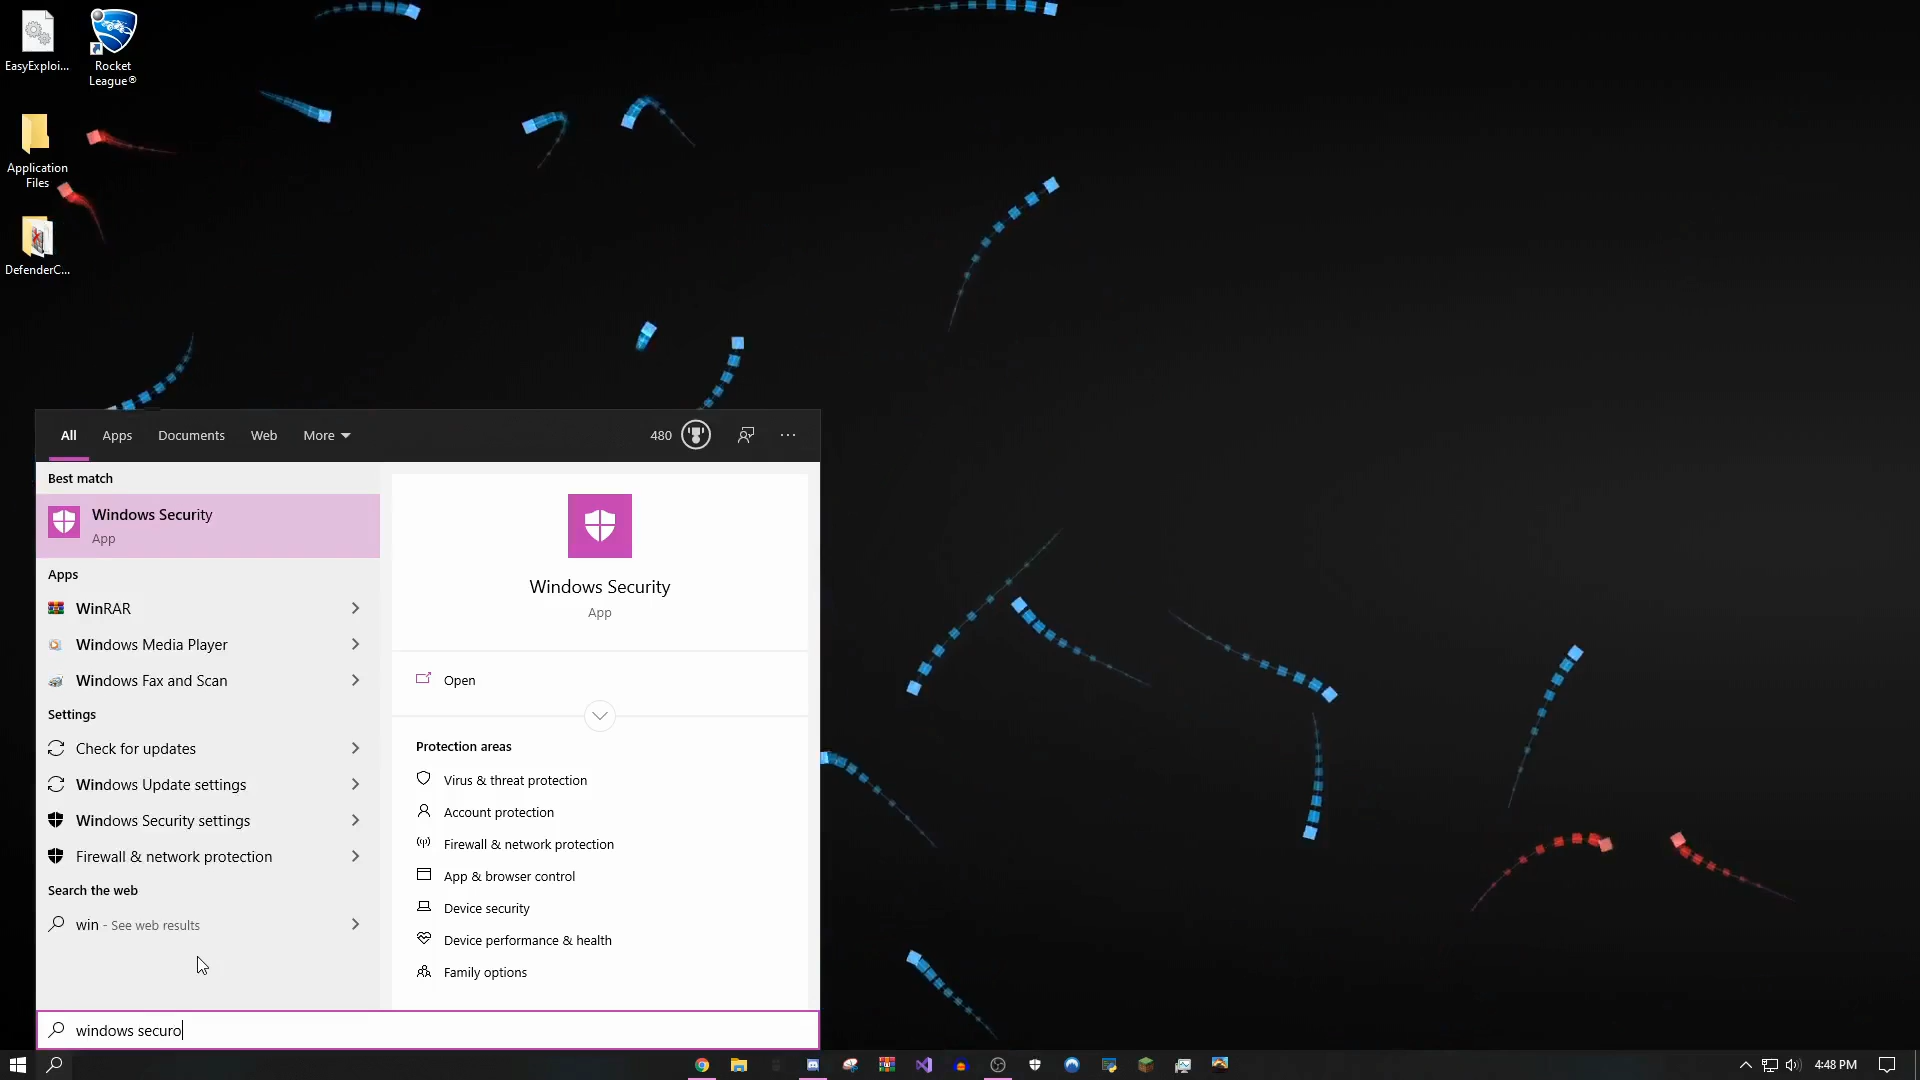 EasyExploi...
Rocket
League®
Application
Files
DefenderC...
All
Apps
Documents
Web
More
480
Best match
Windows Security
App
Apps
WinRAR
Windows Media Player
Windows Fax and Scan
Settings
Check for updates
Windows Update settings
Windows Security settings
Firewall & network protection
Search the web
win - See web results
Windows Security
App
Open
Protection areas
Virus & threat protection
Account protection
Firewall & network protection
App & browser control
Device security
Device performance & health
Family options
windows securo
4:48 PM